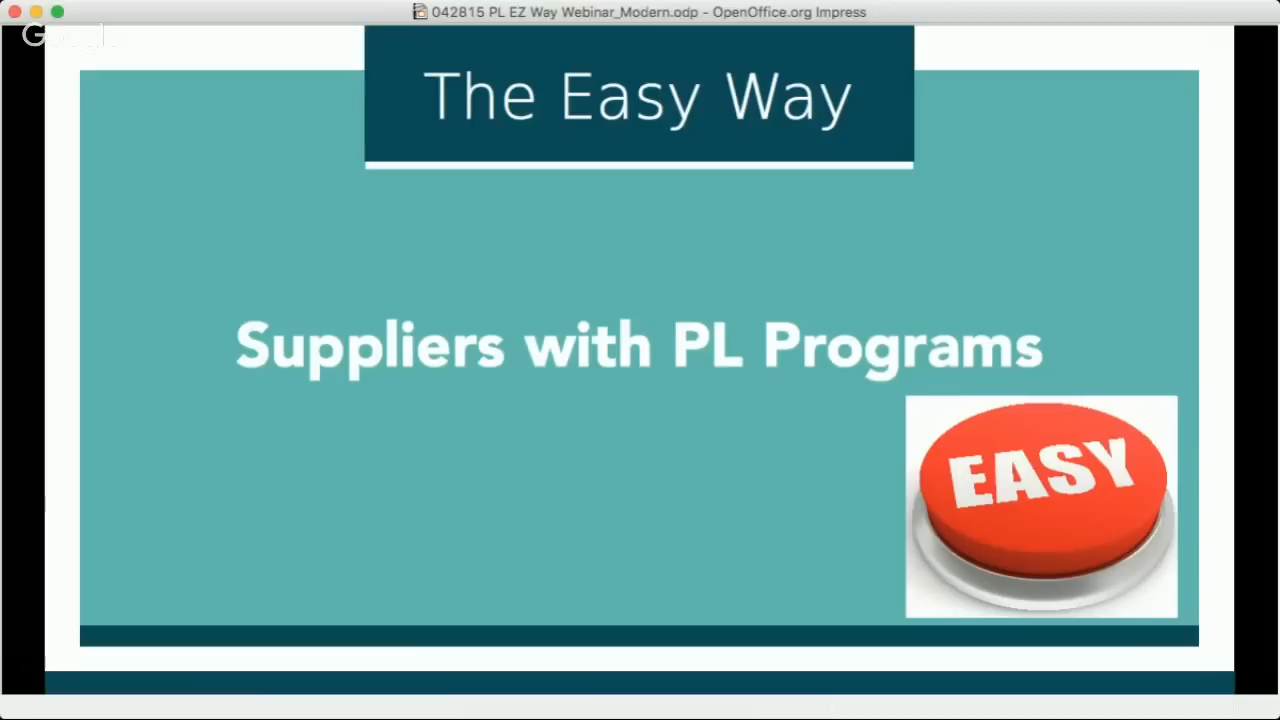 042815 PL EZ Way Webinar_Modern.odp - OpenOffice.org Impress
The Easy Way
Suppliers with PL Programs
EASY